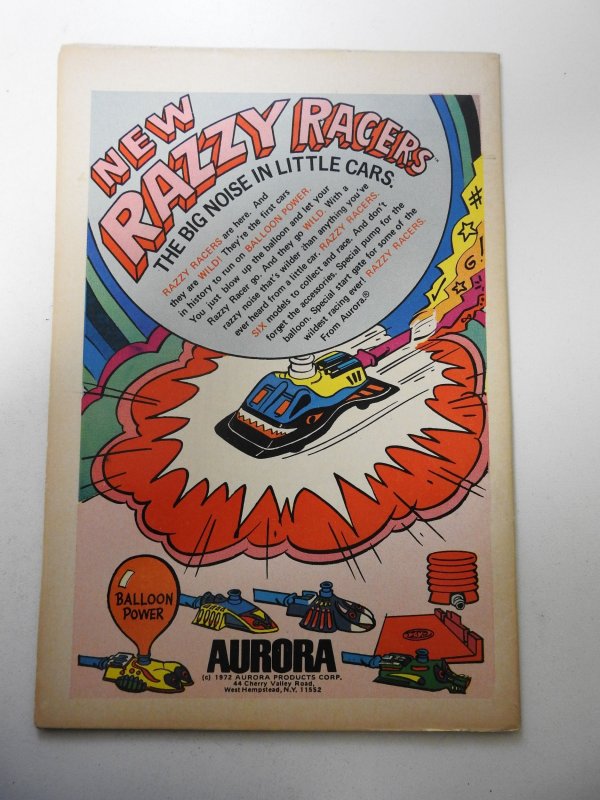 NEW
RAZZY RACERS™
THE BIG NOISE IN LITTLE CARS.
RAZZY RACERS are here. And
they are WILD! They're the first cars
in history to run on BALLOON POWER.
You just blow up the balloon and let your
Razzy Racer go. And they go WILD. With a
razzy noise that's wilder than anything you've
ever heard from a little car. RAZZY RACERS.
SIX models to collect and race. And don't
forget the accessories. Special pump for the
balloon. Special start gate for some of the
wildest racing ever! RAZZY RACERS.
From Aurora.®
BALLOON
POWER
AURORA
(c) 1972 AURORA PRODUCTS CORP.
44 Cherry Valley Road,
West Hempstead, N.Y. 11552